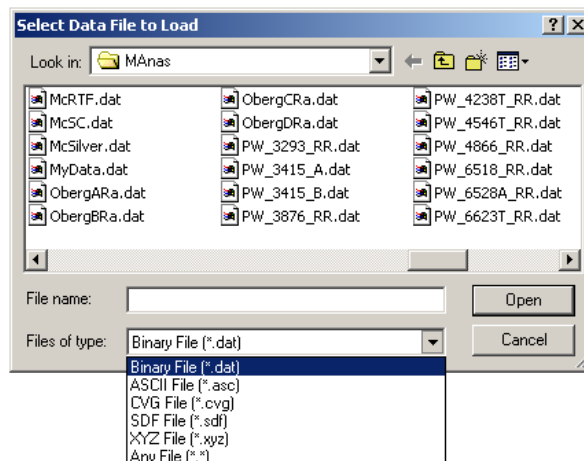 Select Data File to Load
Look in: MAnas
McRTF.dat ObergCRa.dat PW_4238T_RR.dat
McSC.dat ObergDRa.dat PW_4546T_RR.dat
McSilver.dat PW_3293_RR.dat PW_4866_RR.dat
MyData.dat PW_3415_A.dat PW_6518_RR.dat
ObergARa.dat PW_3415_B.dat PW_6528A_RR.dat
ObergBRa.dat PW_3876_RR.dat PW_6623T_RR.dat
File name: Open
Files of type: Binary File (*.dat) Cancel
Binary File (*.dat)
ASCII File (*.asc)
CVG File (*.cvg)
SDF File (*.sdf)
XYZ File (*.xyz)
Any File (*.*)